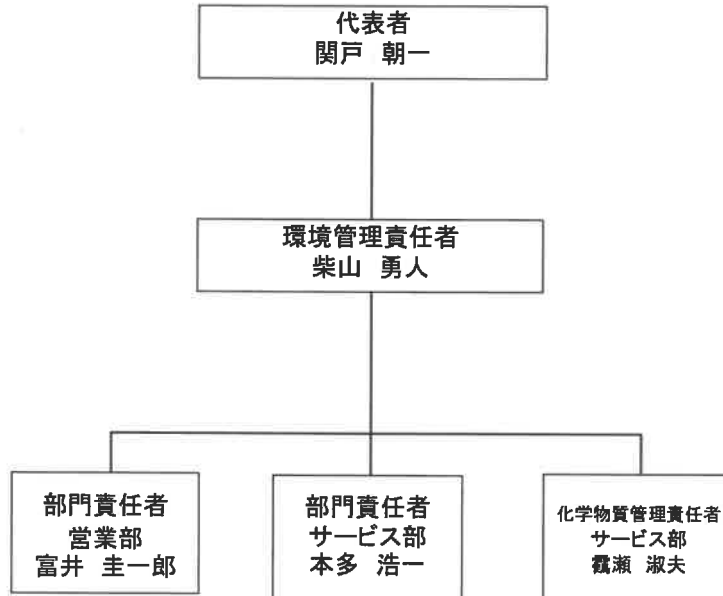 代表者
関戸 朝一
環境管理責任者
柴山 勇人
部門責任者
営業部
富井 圭一郎
部門責任者
サービス部
本多 浩一
化学物質管理責任者
サービス部
淑夫